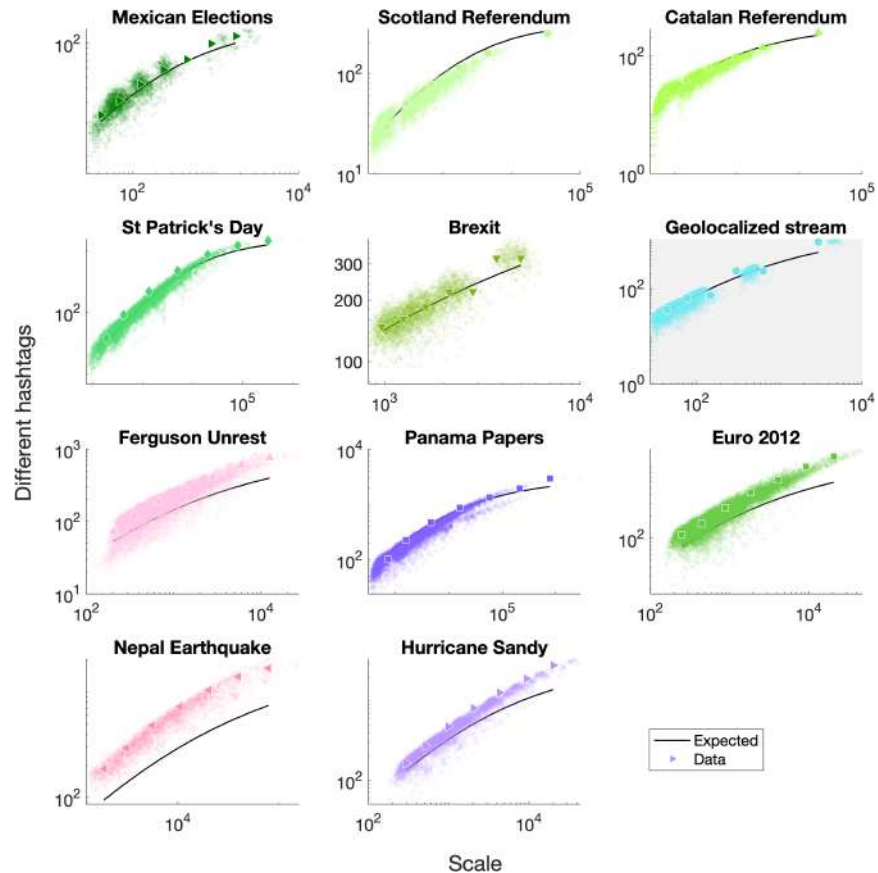 Mexican Elections
Scotland Referendum
Catalan Referendum
10²
10² 10⁴
10²
10¹
10⁵
10²
10⁰
10⁵
St Patrick's Day
Brexit
Geolocalized stream
10²
10⁵
300
200
100
10³ 10⁴
10²
10⁰
10² 10⁴
Different hashtags
Ferguson Unrest
Panama Papers
Euro 2012
10³
10²
10¹
10² 10⁴
10⁴
10²
10⁵
10²
10² 10⁴
Nepal Earthquake
Hurricane Sandy
10²
10⁴
10²
10² 10⁴
Expected
Data
Scale